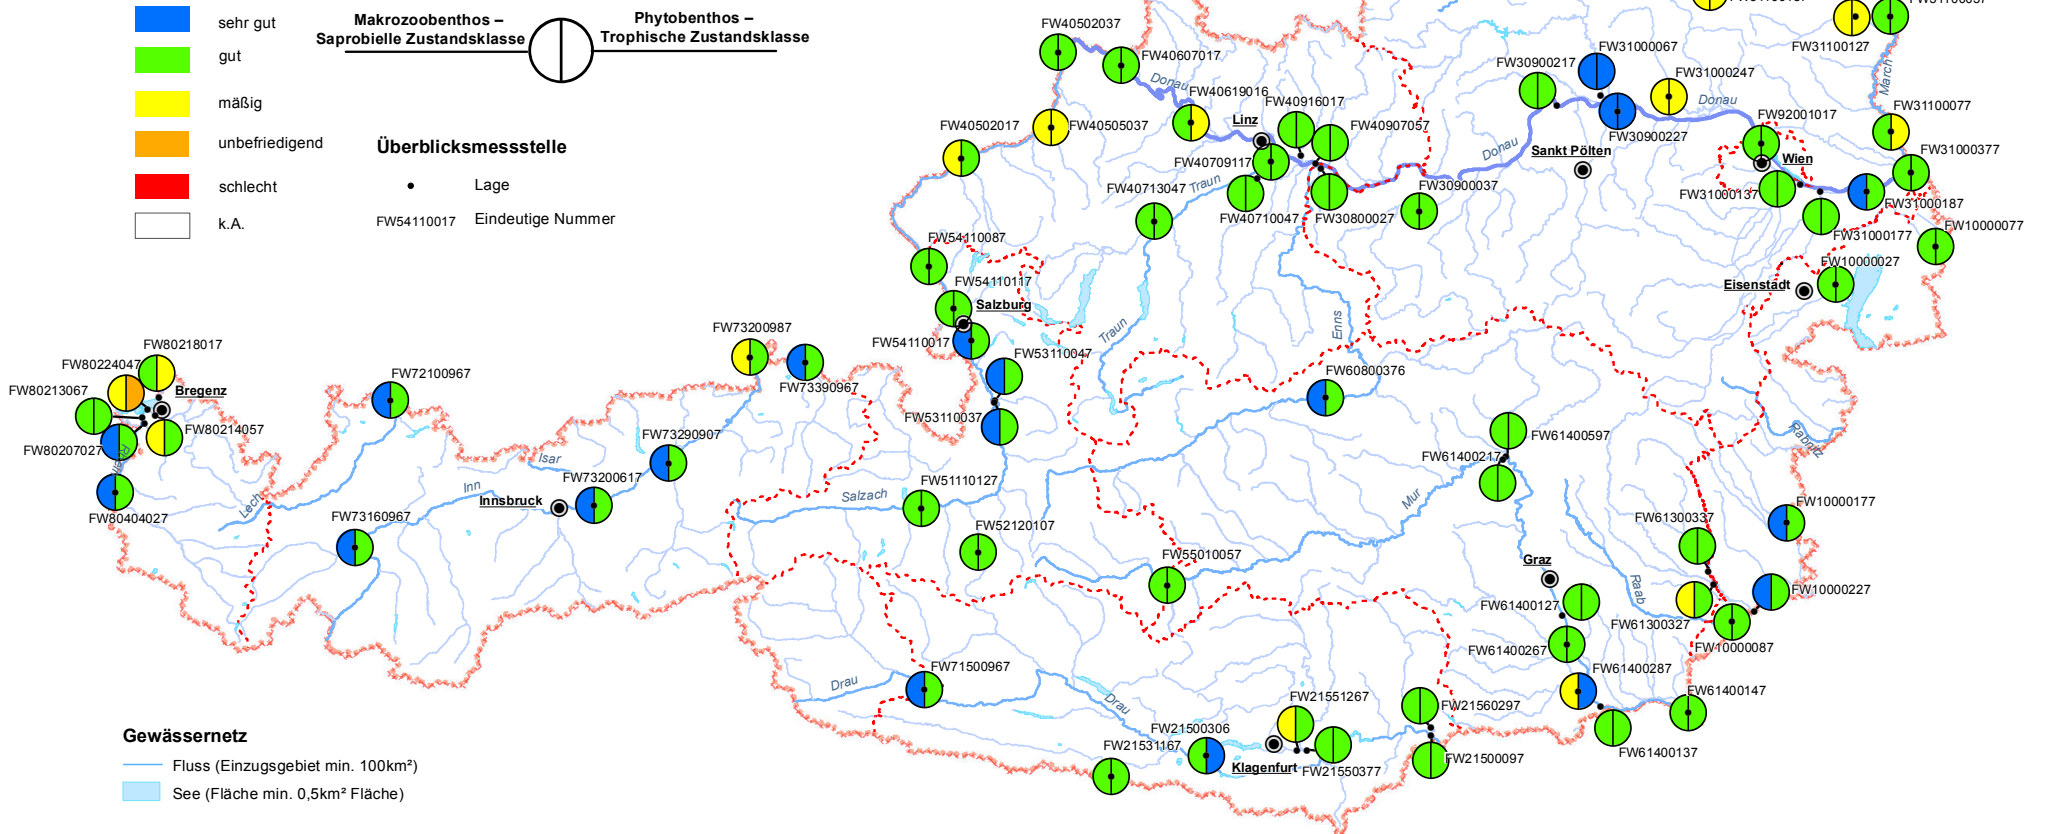 sehr gut
gut
mäßig
unbefriedigend
schlecht
k.A.
Makrozoobenthos –
Saprobielle Zustandsklasse
Phytobenthos –
Trophische Zustandsklasse
Überblicksmessstelle
Lage
FW54110017 Eindeutige Nummer
FW40502037
FW40607017
Donau
FW40619016
FW40916017
Linz
FW40907057
FW40502017
FW40505037
FW40709117
Traun
FW40713047
FW40710047
FW30800027
FW30900037
Donau
FW30900217
FW31000067
FW31000247
Donau
FW30900227
Sankt Pölten
FW31100127
March
FW31100077
FW92001017
Wien
FW31000377
FW31000137
FW31000187
FW31000177
FW10000077
FW10000027
Eisenstadt
FW54110087
FW54110117
Salzburg
FW54110017
FW53110047
FW53110037
Traun
Enns
FW60800376
FW73200987
FW73390967
FW80218017
FW80224047
FW80213067
Bregenz
FW80214057
FW80207027
FW80404027
FW72100967
Lech
Isar
Inn
FW73290907
FW73200617
Innsbruck
FW73160967
Salzach
FW51110127
FW52120107
FW55010057
Mur
FW61400597
FW61400217
Rabnitz
FW10000177
FW61300337
Graz
Raab
FW10000227
FW61400127
FW61300327
FW61400267
FW10000087
FW61400287
FW61400147
FW61400137
FW71500967
Drau
Drau
FW21551267
FW21560297
FW21500306
FW21531167
Klagenfurt
FW21550377
FW21500097
Gewässernetz
Fluss (Einzugsgebiet min. 100km²)
See (Fläche min. 0,5km² Fläche)